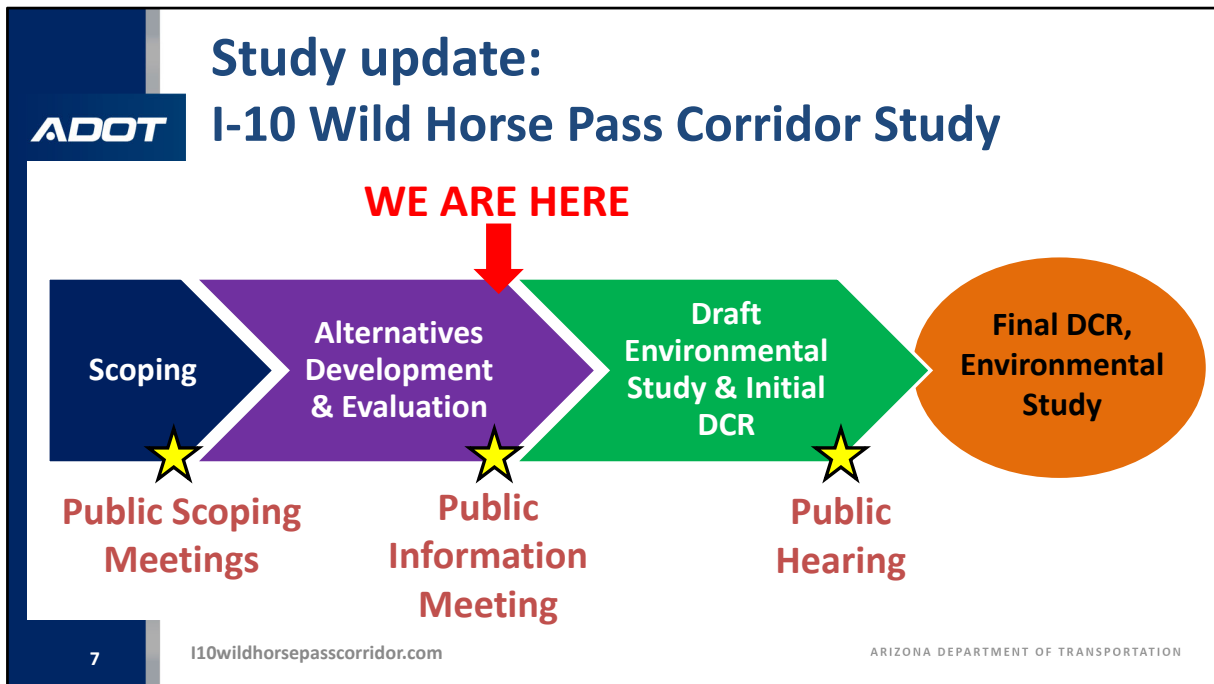 Study update:
I-10 Wild Horse Pass Corridor Study
ADOT
WE ARE HERE
Scoping
Alternatives
Development
& Evaluation
Draft
Environmental
Study & Initial
DCR
Final DCR,
Environmental
Study
Public Scoping
Meetings
Public
Information
Meeting
Public
Hearing
7
I10wildhorsepasscorridor.com
ARIZONA DEPARTMENT OF TRANSPORTATION